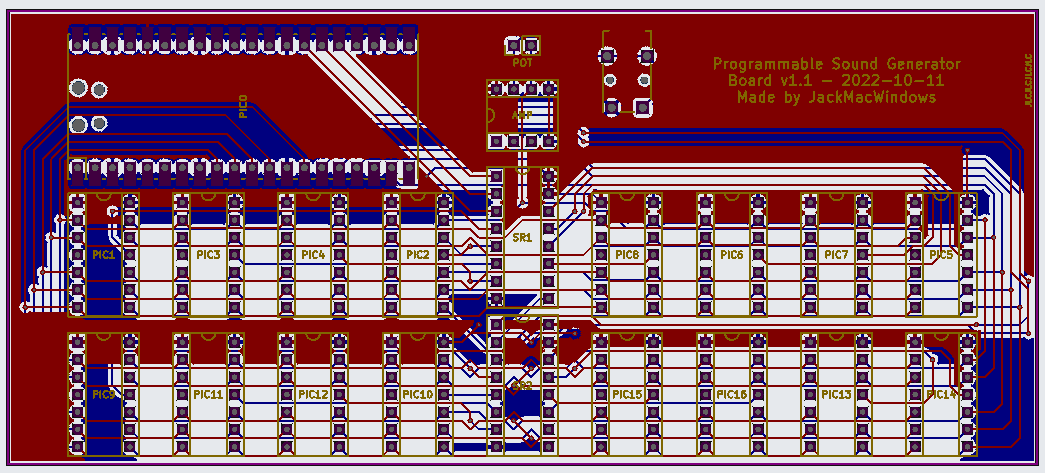 POT
Programmable Sound Generator
Board v1.1 - 2022-10-11
Made by JackMacWindows
PICO
AMP
SR1
PIC1
PIC3
PIC4
PIC2
PIC8
PIC6
PIC7
PIC5
PIC9
PIC11
PIC12
PIC10
SR2
PIC15
PIC16
PIC13
PIC14